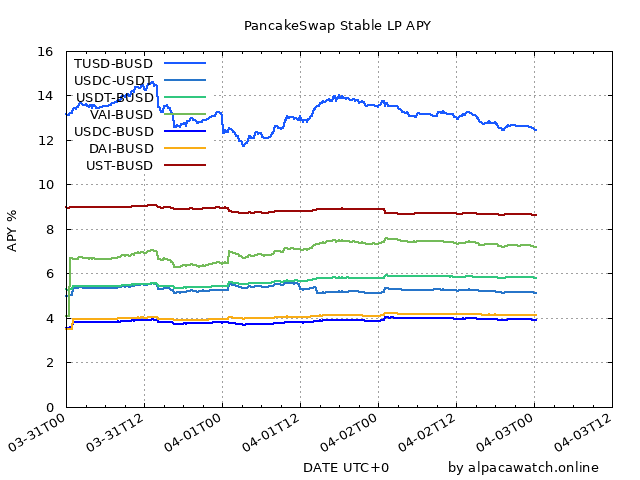 PancakeSwap Stable LP APY
16
14
12
10
8
6
4
2
0
APY %
TUSD-BUSD
USDC-USDT
USDT-BUSD
VAI-BUSD
USDC-BUSD
DAI-BUSD
UST-BUSD
03-31T00
03-31T12
04-01T00
04-01T12
04-02T00
04-02T12
04-03T00
04-03T12
DATE UTC+0
by alpacawatch.online